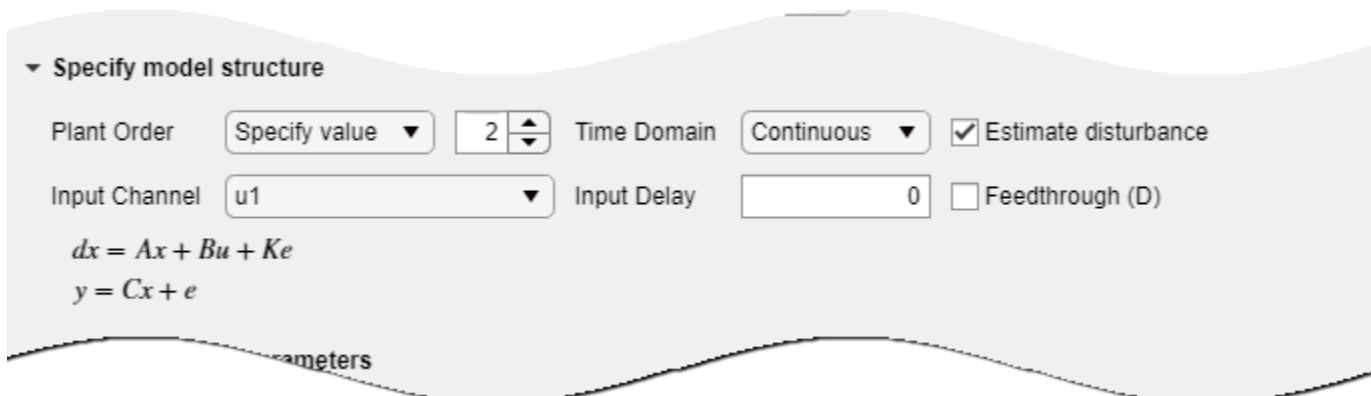 Specify model structure
Plant Order Specify value 2 Time Domain Continuous Estimate disturbance
Input Channel u1 Input Delay 0 Feedthrough (D)
dx = Ax + Bu + Ke
y = Cx + e